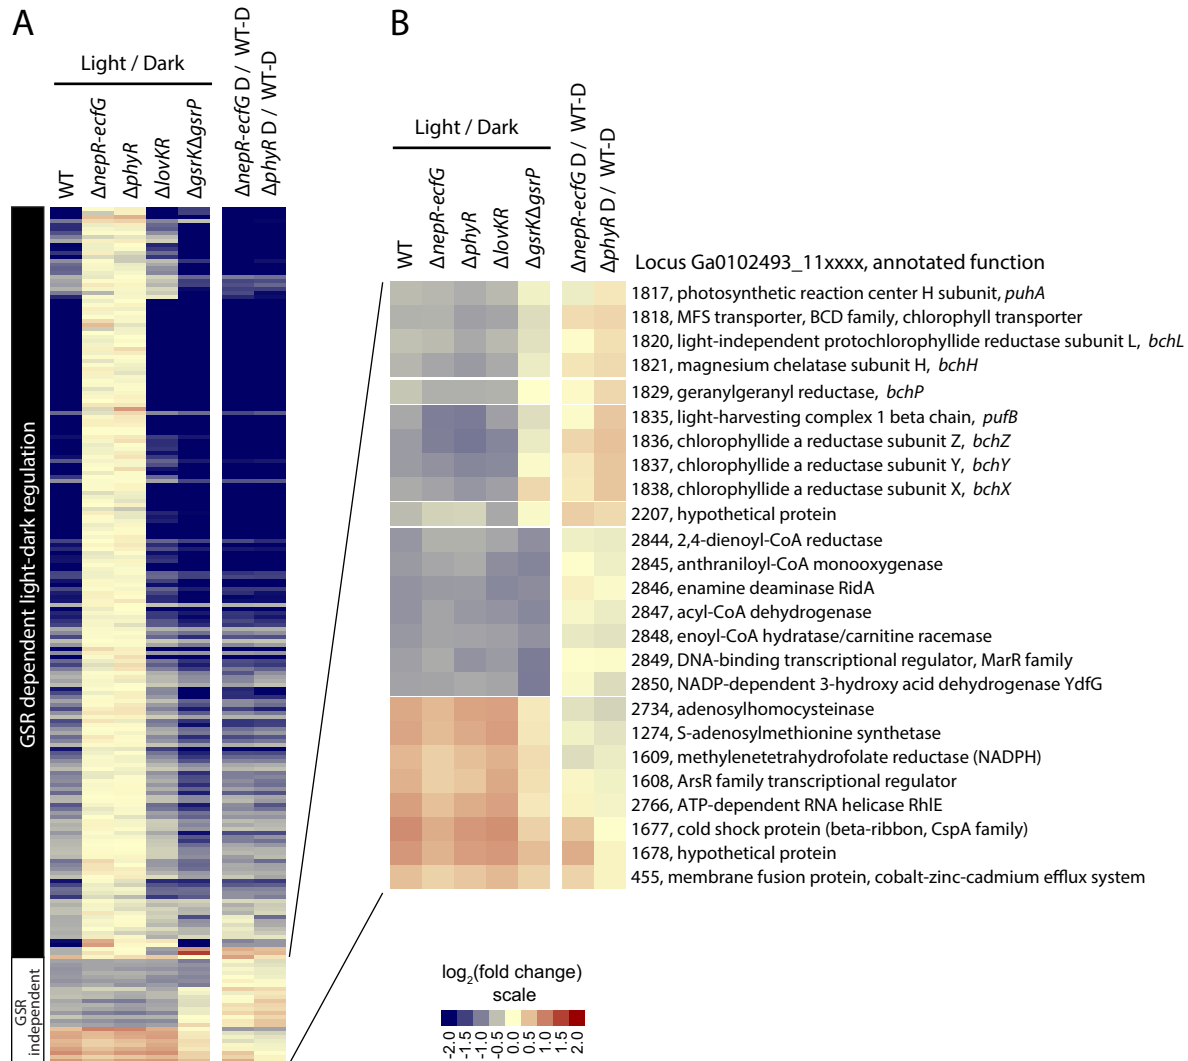 A
Light / Dark
WT
ΔnepR-ecfG
ΔphyR
ΔlovKR
ΔgsrKΔgsrP
ΔnepR-ecfG D / WT-D
ΔphyR D / WT-D
GSR dependent light-dark regulation
GSR
independent
B
Light / Dark
WT
ΔnepR-ecfG
ΔphyR
ΔlovKR
ΔgsrKΔgsrP
ΔnepR-ecfG D / WT-D
ΔphyR D / WT-D
Locus Ga0102493_11xxxx, annotated function
1817, photosynthetic reaction center H subunit, puhA
1818, MFS transporter, BCD family, chlorophyll transporter
1820, light-independent protochlorophyllide reductase subunit L, bchL
1821, magnesium chelatase subunit H, bchH
1829, geranylgeranyl reductase, bchP
1835, light-harvesting complex 1 beta chain, pufB
1836, chlorophyllide a reductase subunit Z, bchZ
1837, chlorophyllide a reductase subunit Y, bchY
1838, chlorophyllide a reductase subunit X, bchX
2207, hypothetical protein
2844, 2,4-dienoyl-CoA reductase
2845, anthraniloyl-CoA monooxygenase
2846, enamine deaminase RidA
2847, acyl-CoA dehydrogenase
2848, enoyl-CoA hydratase/carnitine racemase
2849, DNA-binding transcriptional regulator, MarR family
2850, NADP-dependent 3-hydroxy acid dehydrogenase YdfG
2734, adenosylhomocysteinase
1274, S-adenosylmethionine synthetase
1609, methylenetetrahydrofolate reductase (NADPH)
1608, ArsR family transcriptional regulator
2766, ATP-dependent RNA helicase RhlE
1677, cold shock protein (beta-ribbon, CspA family)
1678, hypothetical protein
455, membrane fusion protein, cobalt-zinc-cadmium efflux system
log2(fold change)
scale
-2.0 -1.5 -1.0 -0.5 0.0 0.5 1.0 1.5 2.0